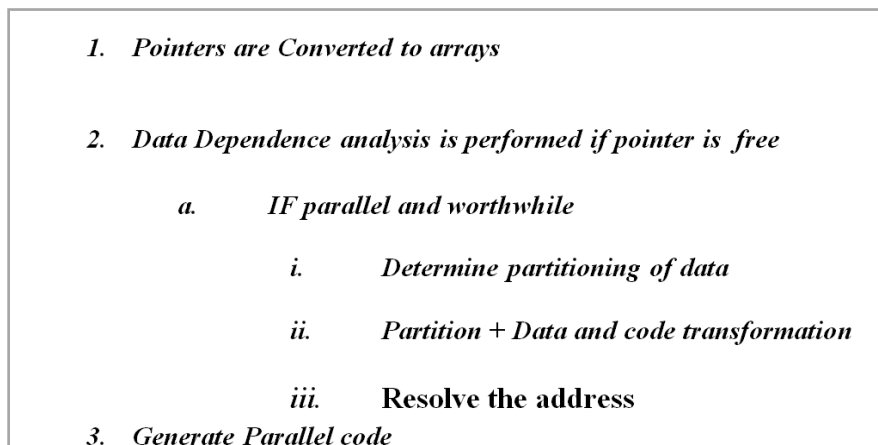 1. Pointers are Converted to arrays
2. Data Dependence analysis is performed if pointer is free
a. IF parallel and worthwhile
i. Determine partitioning of data
ii. Partition + Data and code transformation
iii. Resolve the address
3. Generate Parallel code